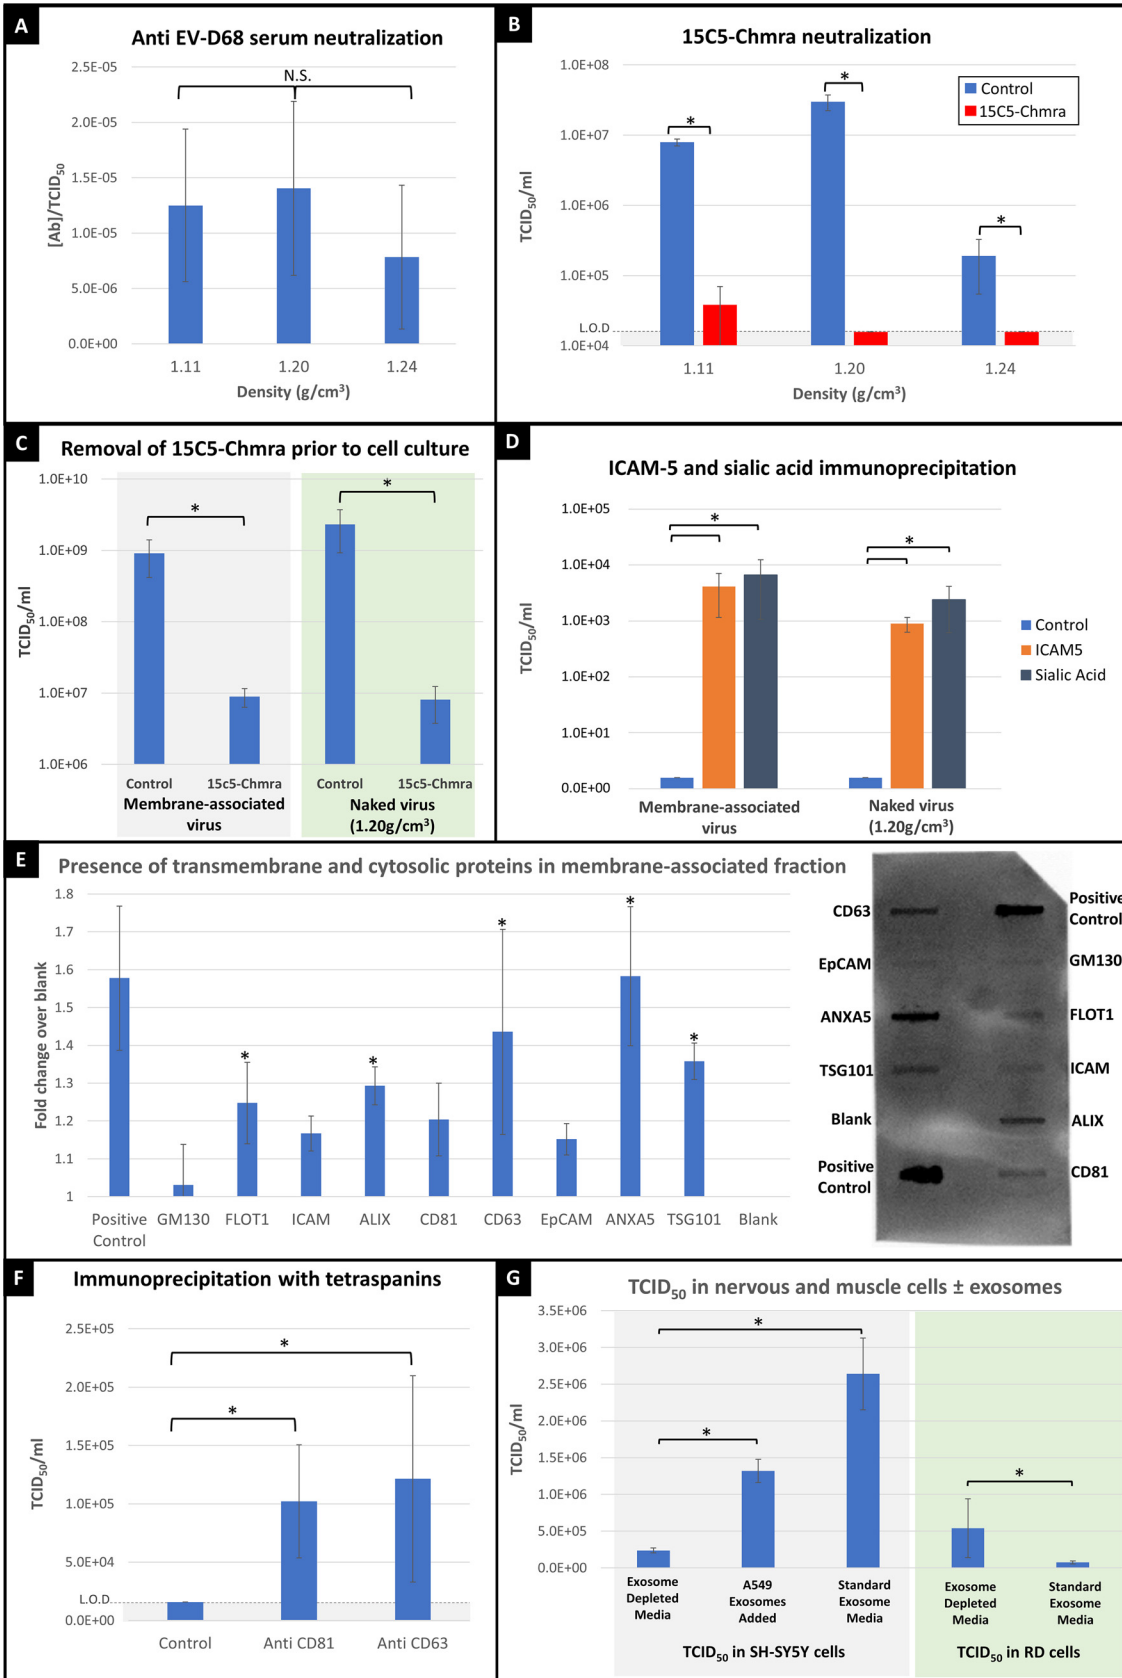 A
Anti EV-D68 serum neutralization
2.5E-05
2.0E-05
1.5E-05
1.0E-05
5.0E-06
0.0E+00
[Ab]/TCID50
N.S.
1.11 1.20 1.24
Density (g/cm3)
B
15C5-Chmra neutralization
1.0E+08
1.0E+07
1.0E+06
1.0E+05
L.O.D
1.0E+04
TCID50/ml
* * *
Control
15C5-Chmra
1.11 1.20 1.24
Density (g/cm3)
C
Removal of 15C5-Chmra prior to cell culture
1.0E+10
1.0E+09
1.0E+08
1.0E+07
1.0E+06
TCID50/ml
* *
Control 15c5-Chmra Control 15c5-Chmra
Membrane-associated virus
Naked virus
(1.20g/cm3)
D
ICAM-5 and sialic acid immunoprecipitation
1.0E+05
1.0E+04
1.0E+03
1.0E+02
1.0E+01
0.0E+00
TCID50/ml
* *
Control
ICAM5
Sialic Acid
Membrane-associated
virus
Naked virus
(1.20g/cm3)
E
Presence of transmembrane and cytosolic proteins in membrane-associated fraction
1.8
1.7
1.6
1.5
1.4
1.3
1.2
1.1
1
Fold change over blank
* * * * *
Positive Control GM130 FLOT1 ICAM ALIX CD81 CD63 EpCAM ANXA5 TSG101 Blank
CD63
EpCAM
ANXA5
TSG101
Blank
Positive
Control
Positive
Control
GM130
FLOT1
ICAM
ALIX
CD81
F
Immunoprecipitation with tetraspanins
2.5E+05
2.0E+05
1.5E+05
1.0E+05
5.0E+04
L.O.D
0.0E+00
TCID50/ml
*
*
Control Anti CD81 Anti CD63
G
TCID50 in nervous and muscle cells ± exosomes
3.5E+06
3.0E+06
2.5E+06
2.0E+06
1.5E+06
1.0E+06
5.0E+05
0.0E+00
TCID50/ml
*
*
*
Exosome
Depleted
Media
A549
Exosomes
Added
Standard
Exosome
Media
Exosome
Depleted
Media
Standard
Exosome
Media
TCID50 in SH-SY5Y cells
TCID50 in RD cells